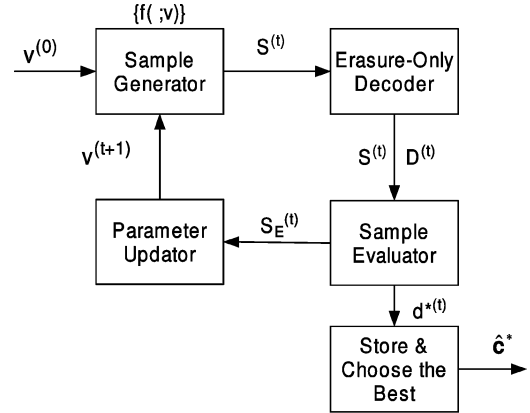 {f( ;v)}
v(0)
Sample
Generator
S(t)
Erasure-Only
Decoder
v(t+1)
S(t) D(t)
Parameter
Updator
SE(t)
Sample
Evaluator
d*(t)
Store &
Choose the
Best
ĉ*